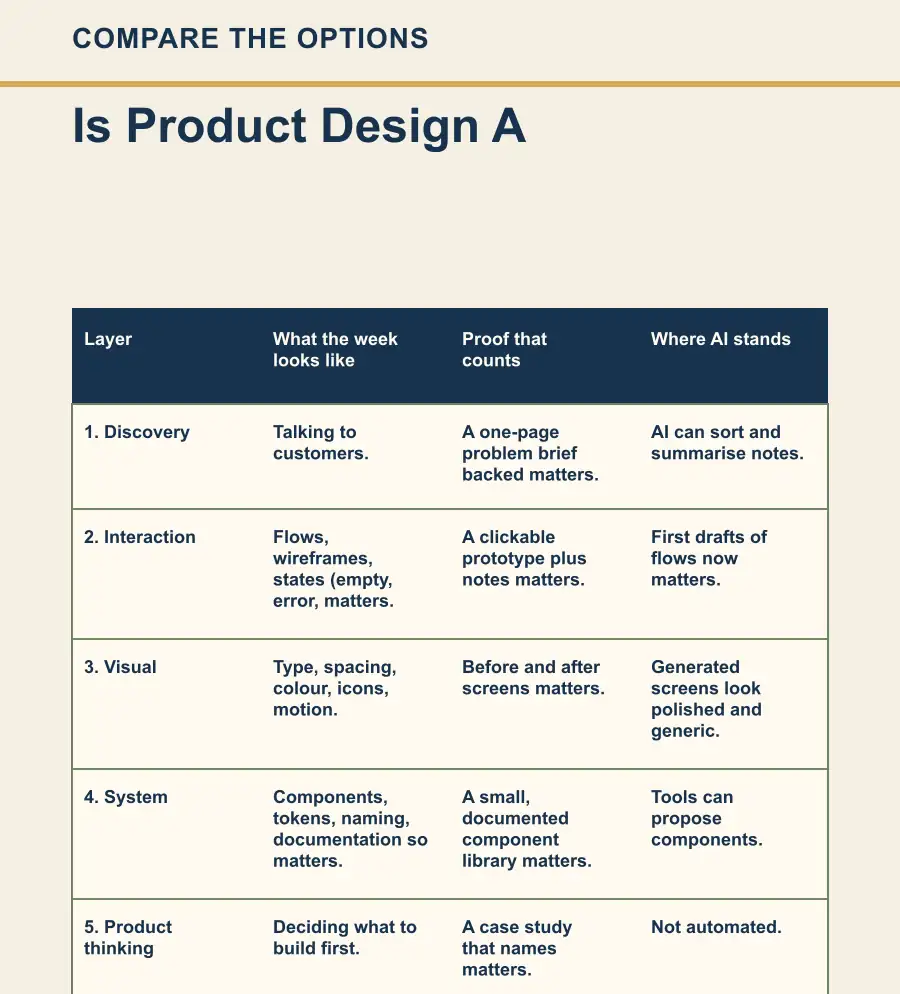 COMPARE THE OPTIONS
Is Product Design A
Layer
What the week
looks like
Proof that
counts
Where AI stands
1. Discovery
Talking to
customers.
A one-page
problem brief
backed matters.
AI can sort and
summarise notes.
2. Interaction
Flows,
wireframes,
states (empty,
error, matters.
A clickable
prototype plus
notes matters.
First drafts of
flows now
matters.
3. Visual
Type, spacing,
colour, icons,
motion.
Before and after
screens matters.
Generated
screens look
polished and
generic.
4. System
Components,
tokens, naming,
documentation so
matters.
A small,
documented
component
library matters.
Tools can
propose
components.
5. Product
thinking
Deciding what to
build first.
A case study
that names
matters.
Not automated.